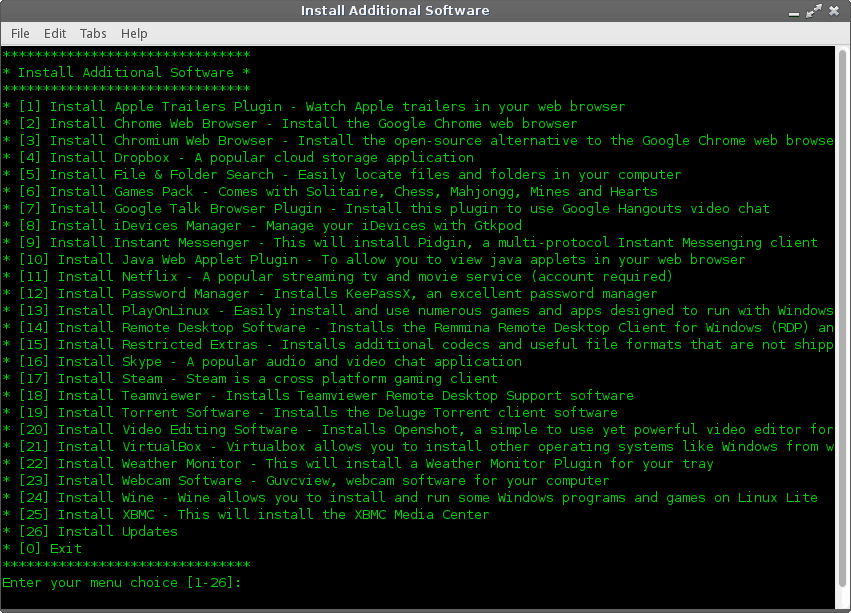 Install Additional Software
File Edit Tabs Help
*******************************
* Install Additional Software *
*******************************
* [1] Install Apple Trailers Plugin - Watch Apple trailers in your web browser
* [2] Install Chrome Web Browser - Install the Google Chrome web browser
* [3] Install Chromium Web Browser - Install the open-source alternative to the Google Chrome web browse
* [4] Install Dropbox - A popular cloud storage application
* [5] Install File & Folder Search - Easily locate files and folders in your computer
* [6] Install Games Pack - Comes with Solitaire, Chess, Mahjongg, Mines and Hearts
* [7] Install Google Talk Browser Plugin - Install this plugin to use Google Hangouts video chat
* [8] Install iDevices Manager - Manage your iDevices with Gtkpod
* [9] Install Instant Messenger - This will install Pidgin, a multi-protocol Instant Messenging client
* [10] Install Java Web Applet Plugin - To allow you to view java applets in your web browser
* [11] Install Netflix - A popular streaming tv and movie service (account required)
* [12] Install Password Manager - Installs KeePassX, an excellent password manager
* [13] Install PlayOnLinux - Easily install and use numerous games and apps designed to run with Windows
* [14] Install Remote Desktop Software - Installs the Remmina Remote Desktop Client for Windows (RDP) an
* [15] Install Restricted Extras - Installs additional codecs and useful file formats that are not shipp
* [16] Install Skype - A popular audio and video chat application
* [17] Install Steam - Steam is a cross platform gaming client
* [18] Install Teamviewer - Installs Teamviewer Remote Desktop Support software
* [19] Install Torrent Software - Installs the Deluge Torrent client software
* [20] Install Video Editing Software - Installs Openshot, a simple to use yet powerful video editor for
* [21] Install VirtualBox - Virtualbox allows you to install other operating systems like Windows from w
* [22] Install Weather Monitor - This will install a Weather Monitor Plugin for your tray
* [23] Install Webcam Software - Guvcview, webcam software for your computer
* [24] Install Wine - Wine allows you to install and run some Windows programs and games on Linux Lite
* [25] Install XBMC - This will install the XBMC Media Center
* [26] Install Updates
* [0] Exit
*******************************
Enter your menu choice [1-26]: